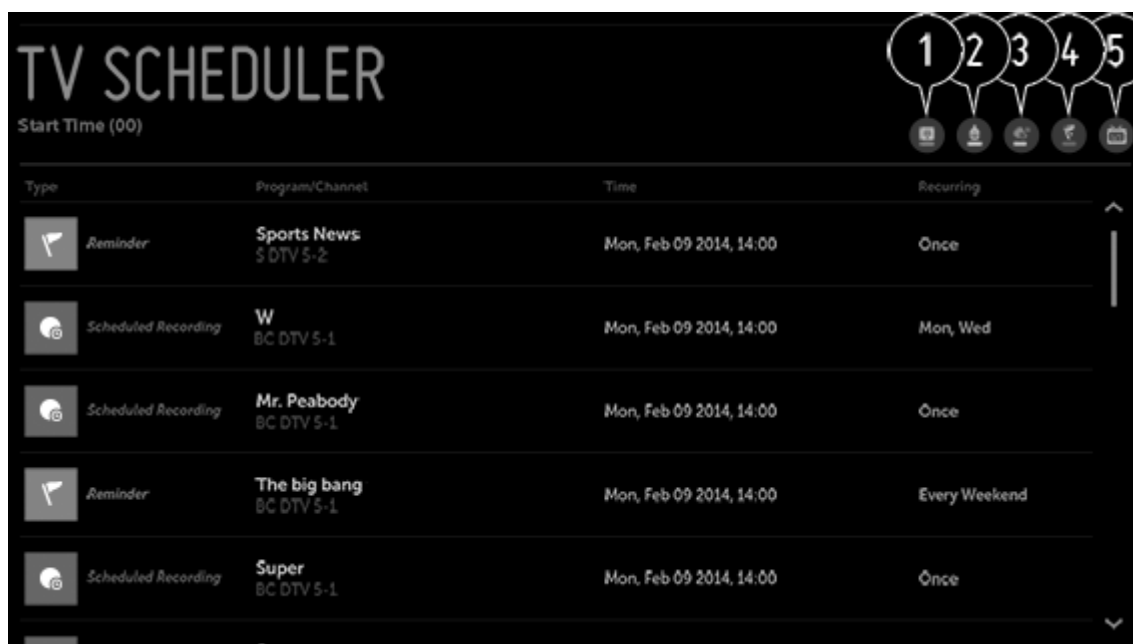 TV SCHEDULER
1 2 3 4 5
Start Time (00)
Type Program/Channel Time Recurring
Reminder Sports News Mon, Feb 09 2014, 14:00 Once
S DTV 5-2
Scheduled Recording W Mon, Feb 09 2014, 14:00 Mon, Wed
BC DTV 5-1
Scheduled Recording Mr. Peabody Mon, Feb 09 2014, 14:00 Once
BC DTV 5-1
Reminder The big bang Mon, Feb 09 2014, 14:00 Every Weekend
BC DTV 5-1
Scheduled Recording Super Mon, Feb 09 2014, 14:00 Once
BC DTV 5-1